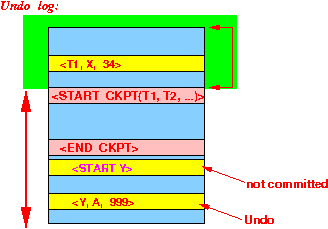 Undo log:
<T1, X, 34>
<START CKPT(T1, T2, ...)>
<END CKPT>
<START Y>
not committed
<Y, A, 999>
Undo